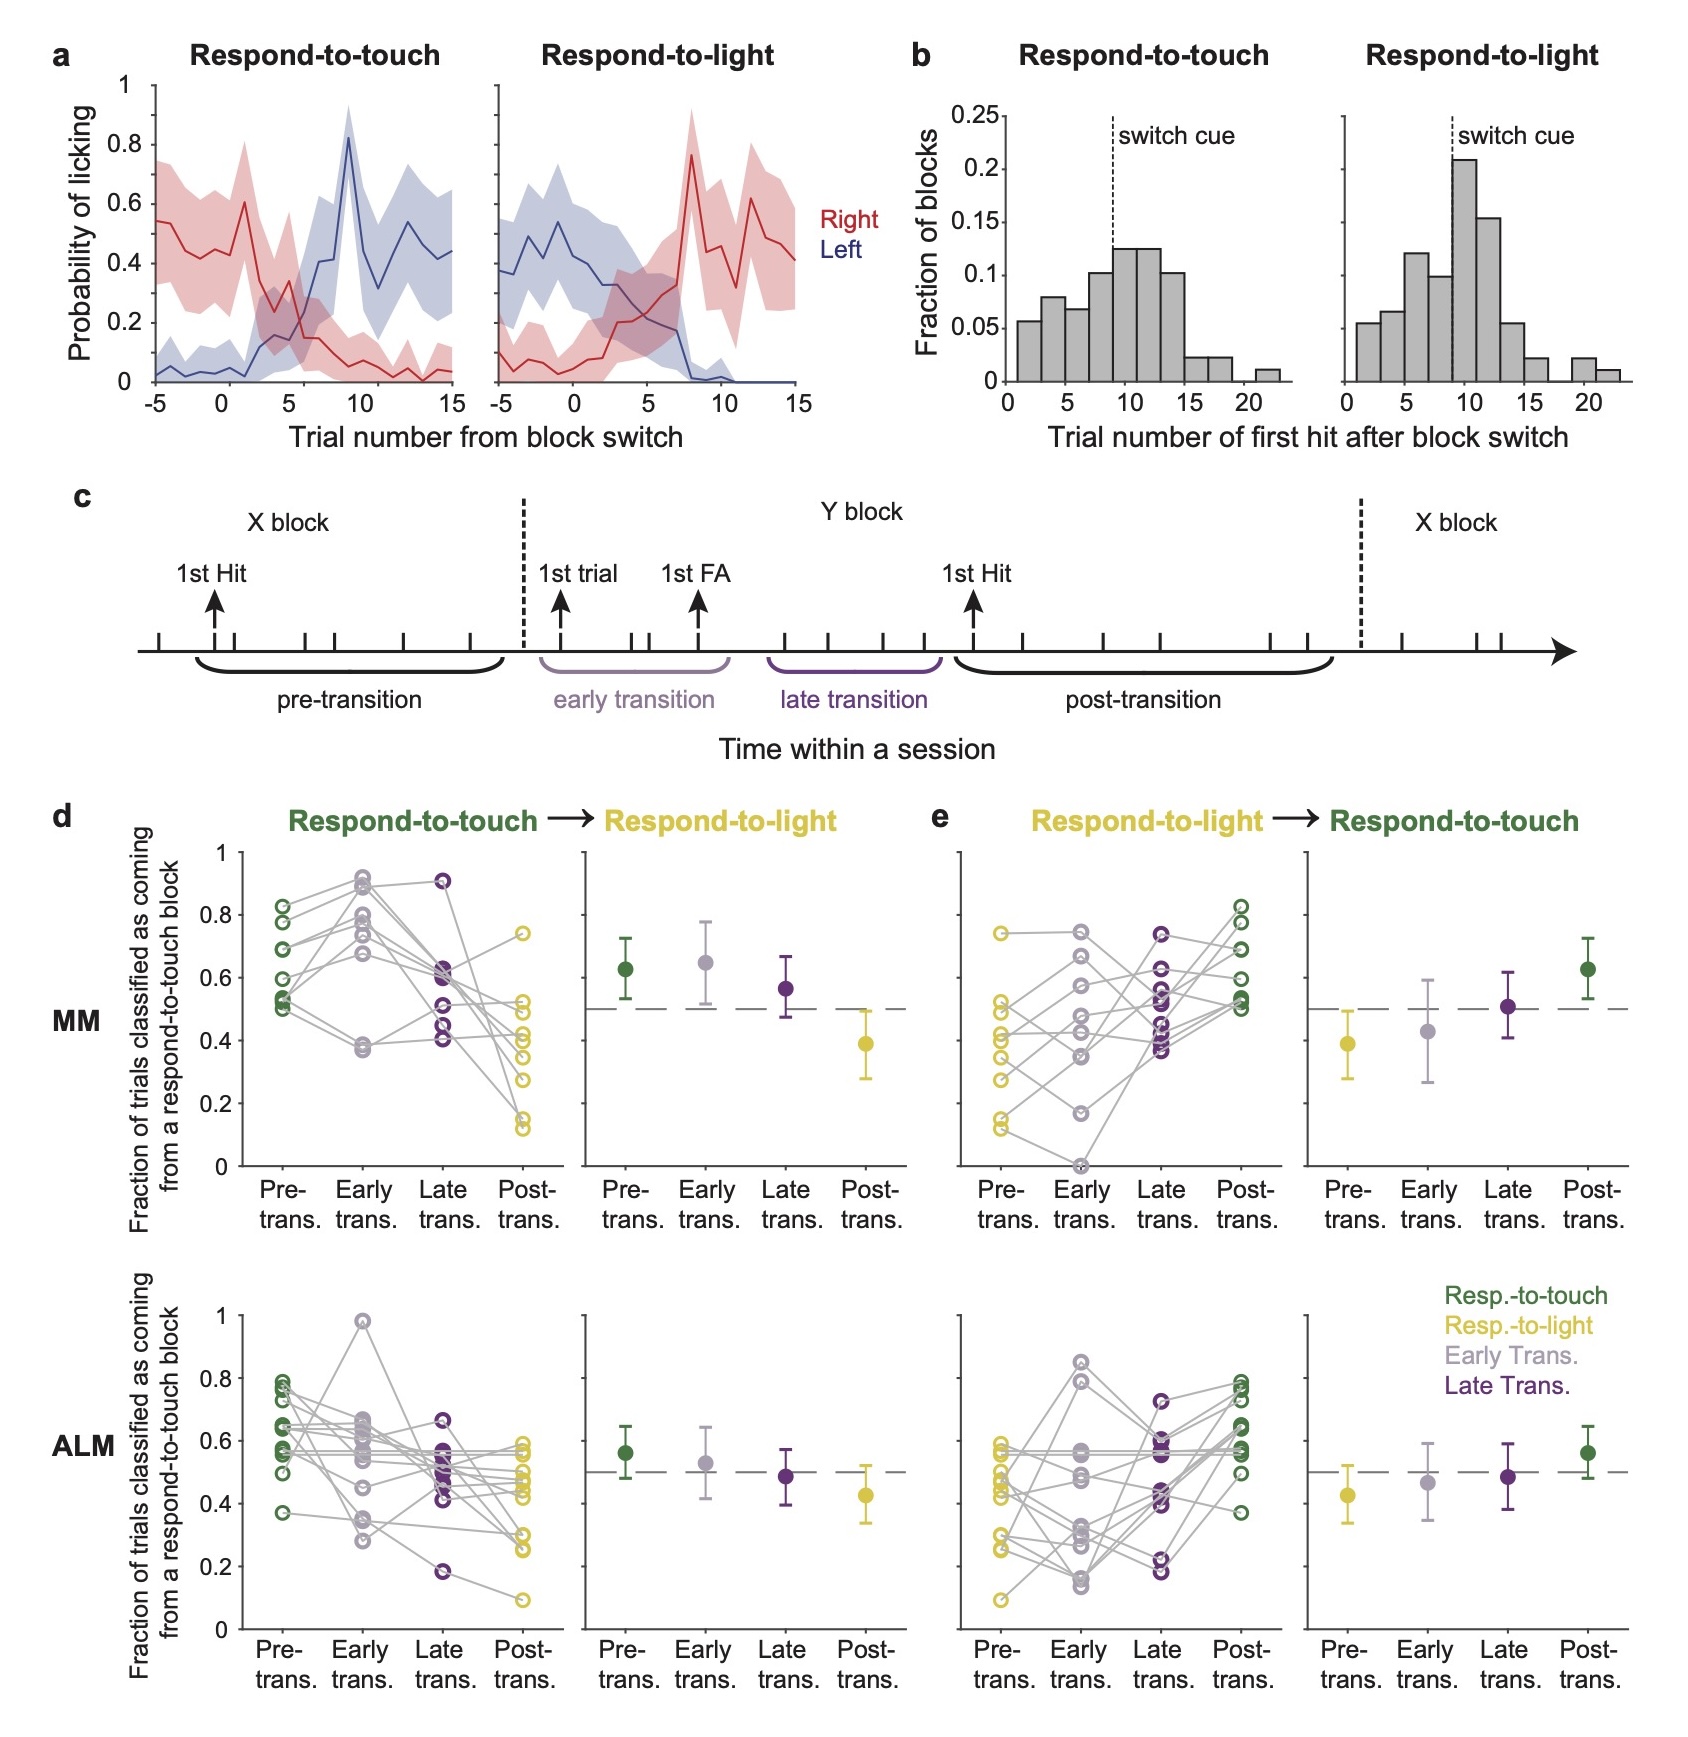 a
Respond-to-touch
Respond-to-light
b
Respond-to-touch
Respond-to-light
Probability of licking
1
0.8
0.6
0.4
0.2
0
-5
0
5
10
15
-5
0
5
10
15
Right
Left
Trial number from block switch
Fraction of blocks
0.25
0.2
0.15
0.1
0.05
0
switch cue
switch cue
0
5
10
15
20
0
5
10
15
20
Trial number of first hit after block switch
c
X block
Y block
X block
1st Hit
1st trial
1st FA
1st Hit
pre-transition
early transition
late transition
post-transition
Time within a session
d
Respond-to-touch → Respond-to-light
e
Respond-to-light → Respond-to-touch
MM
Fraction of trials classified as coming
from a respond-to-touch block
1
0.8
0.6
0.4
0.2
0
Pre-
trans.
Early
trans.
Late
trans.
Post-
trans.
Pre-
trans.
Early
trans.
Late
trans.
Post-
trans.
Pre-
trans.
Early
trans.
Late
trans.
Post-
trans.
Pre-
trans.
Early
trans.
Late
trans.
Post-
trans.
ALM
Fraction of trials classified as coming
from a respond-to-touch block
1
0.8
0.6
0.4
0.2
0
Resp.-to-touch
Resp.-to-light
Early Trans.
Late Trans.
Pre-
trans.
Early
trans.
Late
trans.
Post-
trans.
Pre-
trans.
Early
trans.
Late
trans.
Post-
trans.
Pre-
trans.
Early
trans.
Late
trans.
Post-
trans.
Pre-
trans.
Early
trans.
Late
trans.
Post-
trans.